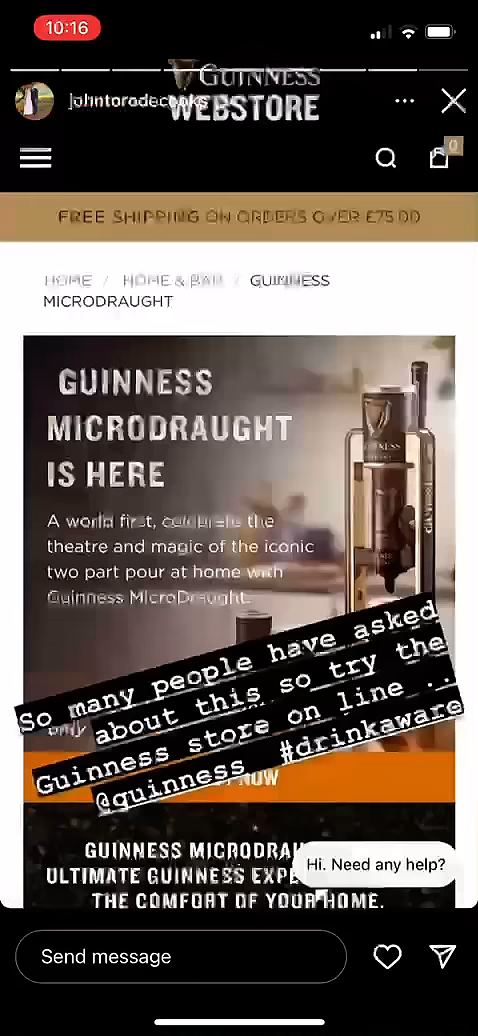 10:16
GUINNESS
johntorodecooks
WEBSTORE
0
FREE SHIPPING ON ORDERS OVER £75.00
HOME / HOME & BAR / GUINNESS
MICRODRAUGHT
GUINNESS
MICRODRAUGHT
IS HERE
A world first, celebrate the
theatre and magic of the iconic
two part pour at home with
Guinness MicroDraught.
So many people have asked
about this so try the
Guinness store on line ..
@guinness #drinkaware
only
NOW
GUINNESS MICRODRAU
Hi. Need any help?
ULTIMATE GUINNESS EXPE
THE COMFORT OF YOUR HOME.
Send message